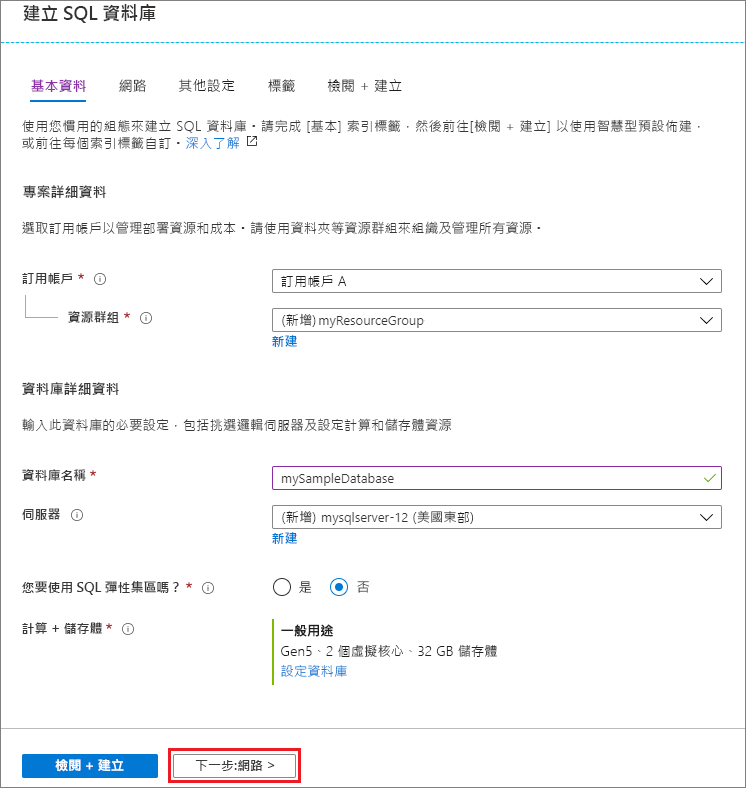 建立 SQL 資料庫
基本資料 網路 其他設定 標籤 檢閱 + 建立
使用您慣用的組態來建立 SQL 資料庫。請完成 [基本] 索引標籤，然後前往[檢閱 + 建立] 以使用智慧型預設佈建，
或前往每個索引標籤自訂。深入了解
專案詳細資料
選取訂用帳戶以管理部署資源和成本。請使用資料夾等資源群組來組織及管理所有資源。
訂用帳戶 * 訂用帳戶 A
資源群組 * (新增) myResourceGroup
新建
資料庫詳細資料
輸入此資料庫的必要設定，包括挑選邏輯伺服器及設定計算和儲存體資源
資料庫名稱 * mySampleDatabase
伺服器 (新增) mysqlserver-12 (美國東部)
新建
您要使用 SQL 彈性集區嗎？ * 是 否
計算 + 儲存體 * 一般用途
Gen5、2 個虛擬核心、32 GB 儲存體
設定資料庫
檢閱 + 建立 下一步:網路 >